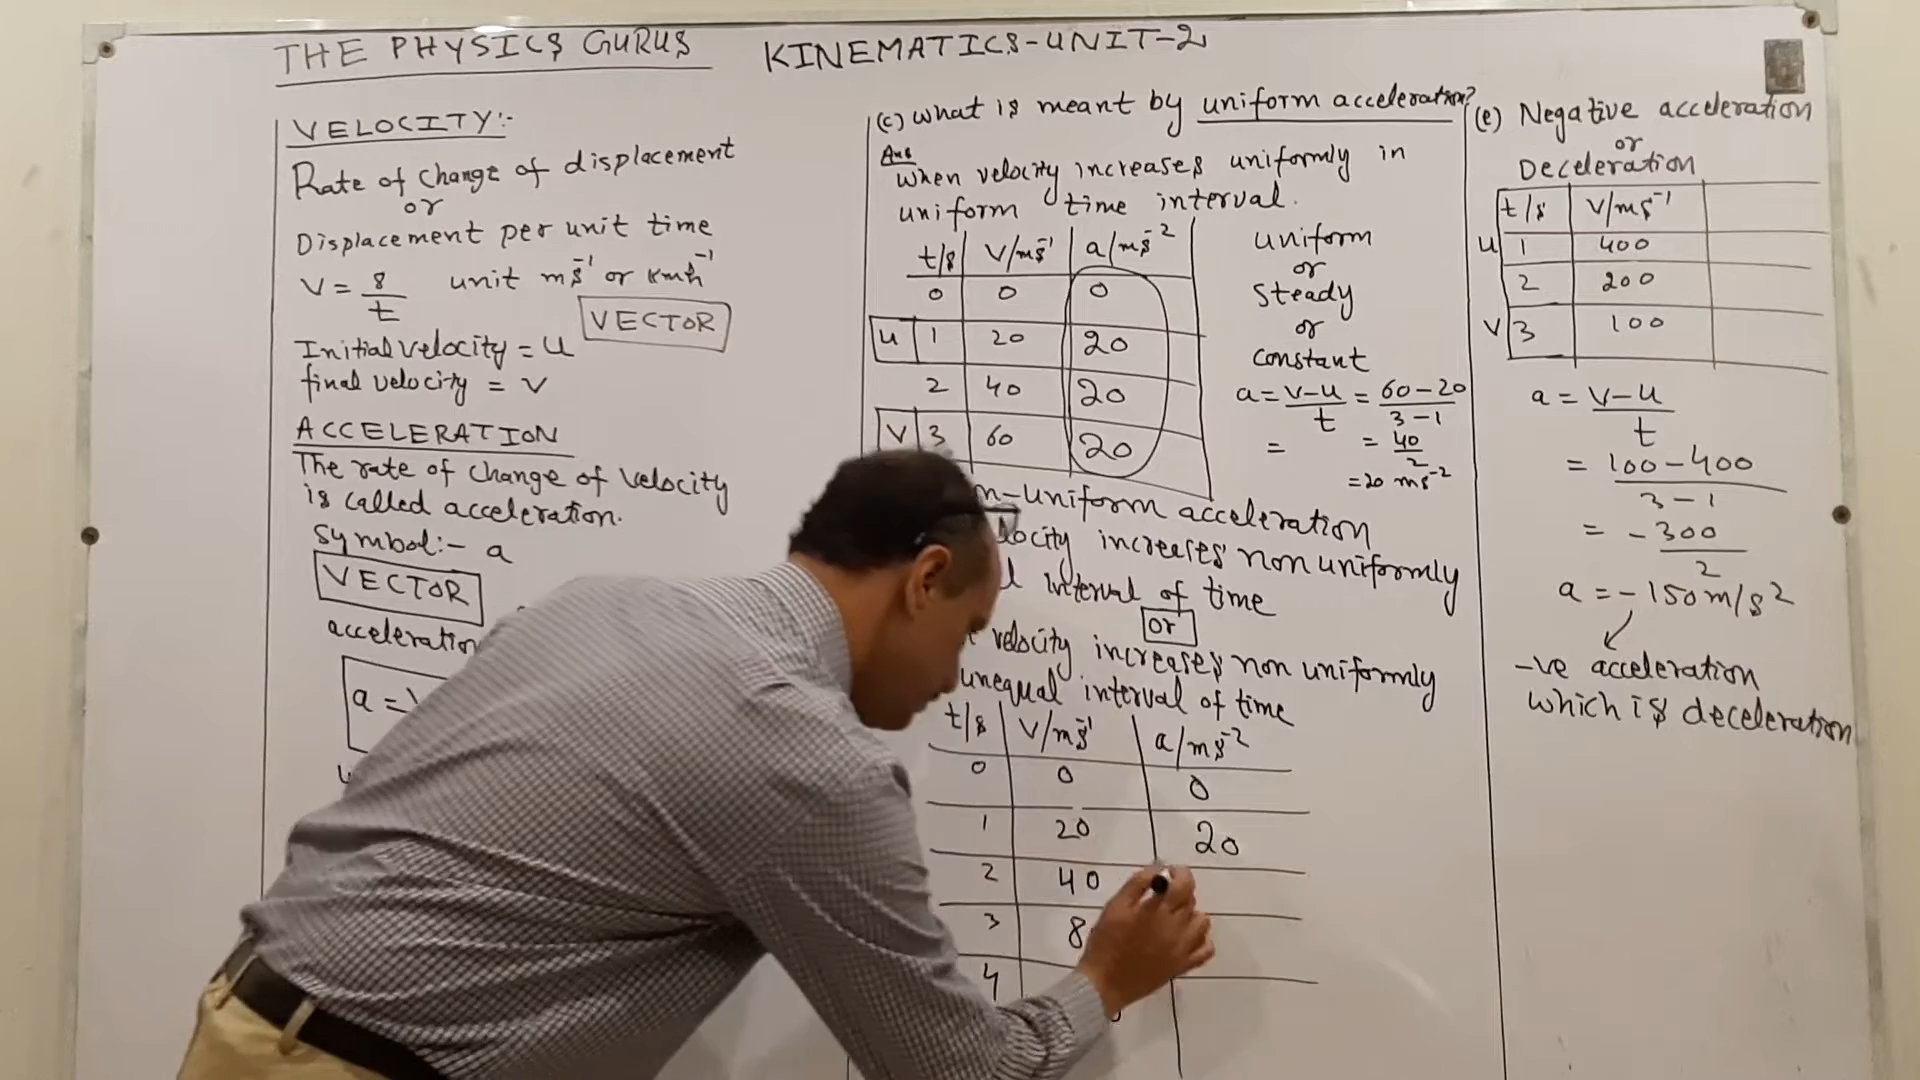 THE PHYSICS GURUS
KINEMATICS-UNIT-2
VELOCITY:-
Rate of change of displacement
or
Displacement per unit time
V = s/t unit ms⁻¹ or kmh⁻¹
VECTOR
Initial velocity = u
final velocity = v
ACCELERATION
The rate of change of velocity
is called acceleration.
Symbol:- a
VECTOR
acceleration
a =
(c) What is meant by uniform acceleration?
Ans
When velocity increases uniformly in
uniform time interval.
t/s V/ms⁻¹ a/ms⁻²
0 0 0
u 1 20 20
2 40 20
v 3 60 20
uniform
or
steady
or
constant
a = v-u/t = 60-20/3-1
= = 40/2
= 20 ms⁻²
-uniform acceleration
increases non uniformly
interval of time
or
velocity increases non uniformly
unequal interval of time
t/s V/ms⁻¹ a/ms⁻²
0 0 0
1 20 20
2 40
3
4
(e) Negative acceleration
or
Deceleration
t/s V/ms⁻¹
u 1 400
2 200
v 3 100
a = v-u/t
= 100-400/3-1
= -300/2
a = -150m/s²
-ve acceleration
which is deceleration